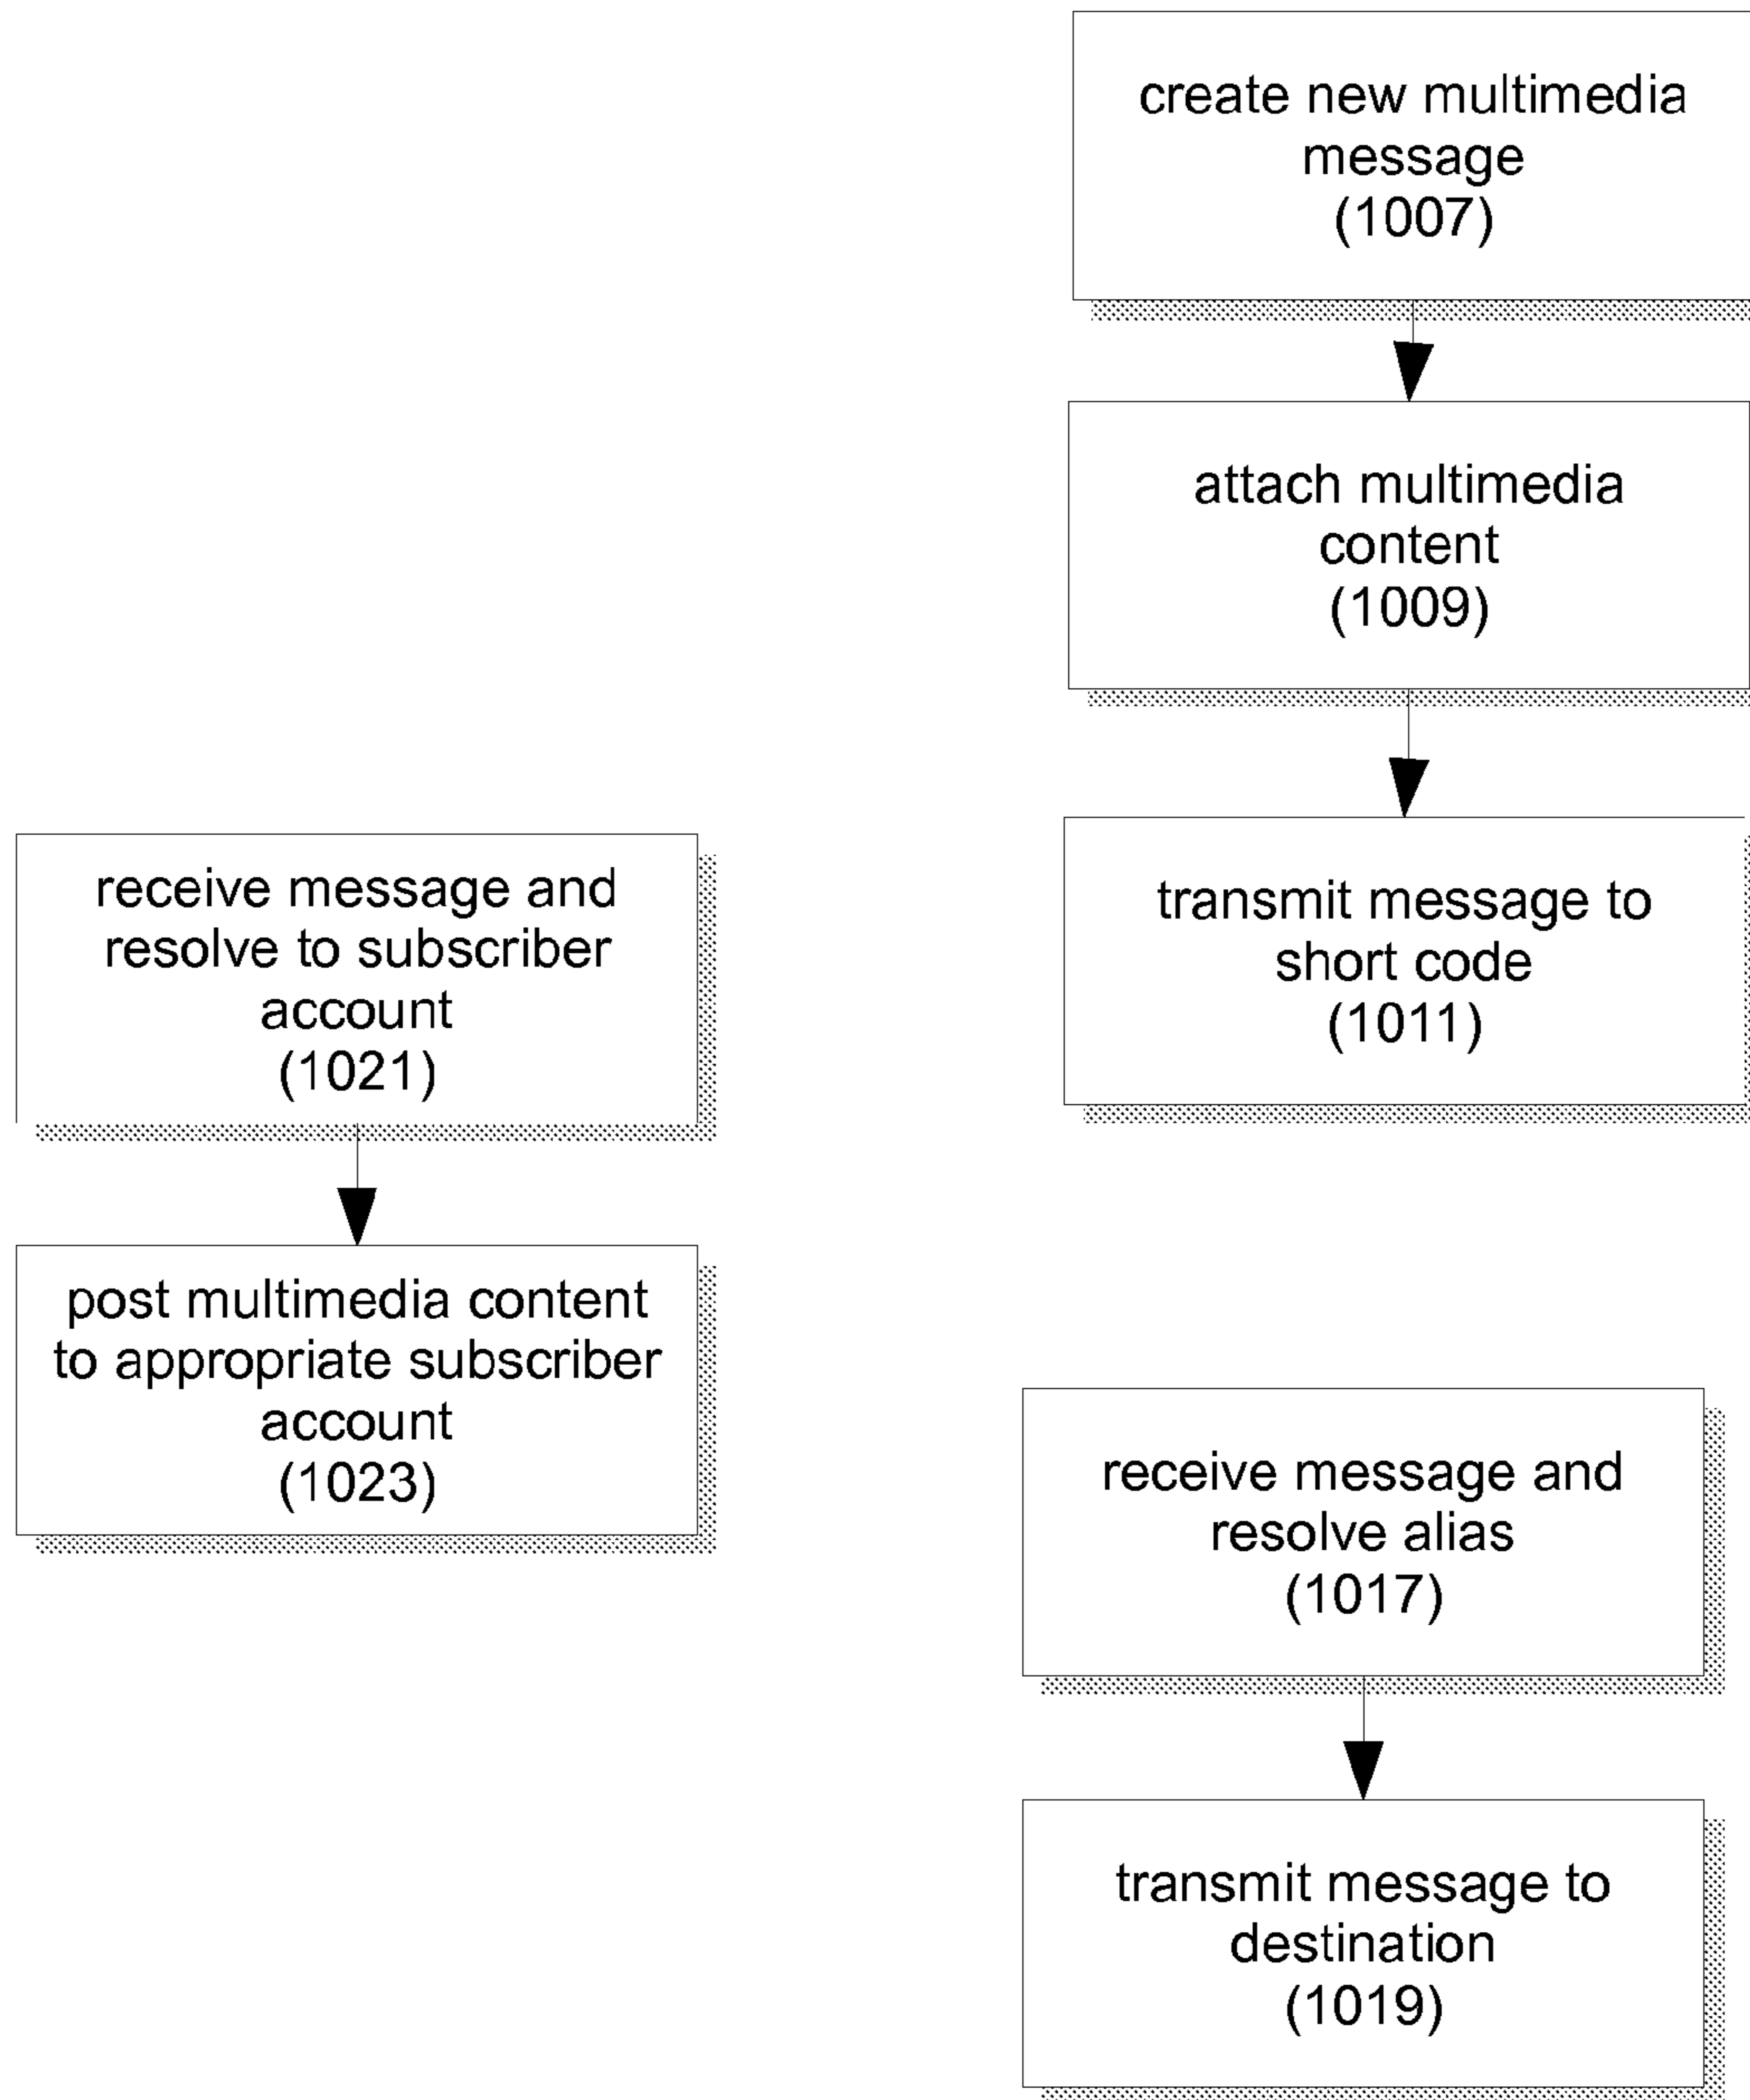 create new multimedia
message
(1007)
attach multimedia
content
(1009)
transmit message to
short code
(1011)
receive message and
resolve to subscriber
account
(1021)
post multimedia content
to appropriate subscriber
account
(1023)
receive message and
resolve alias
(1017)
transmit message to
destination
(1019)